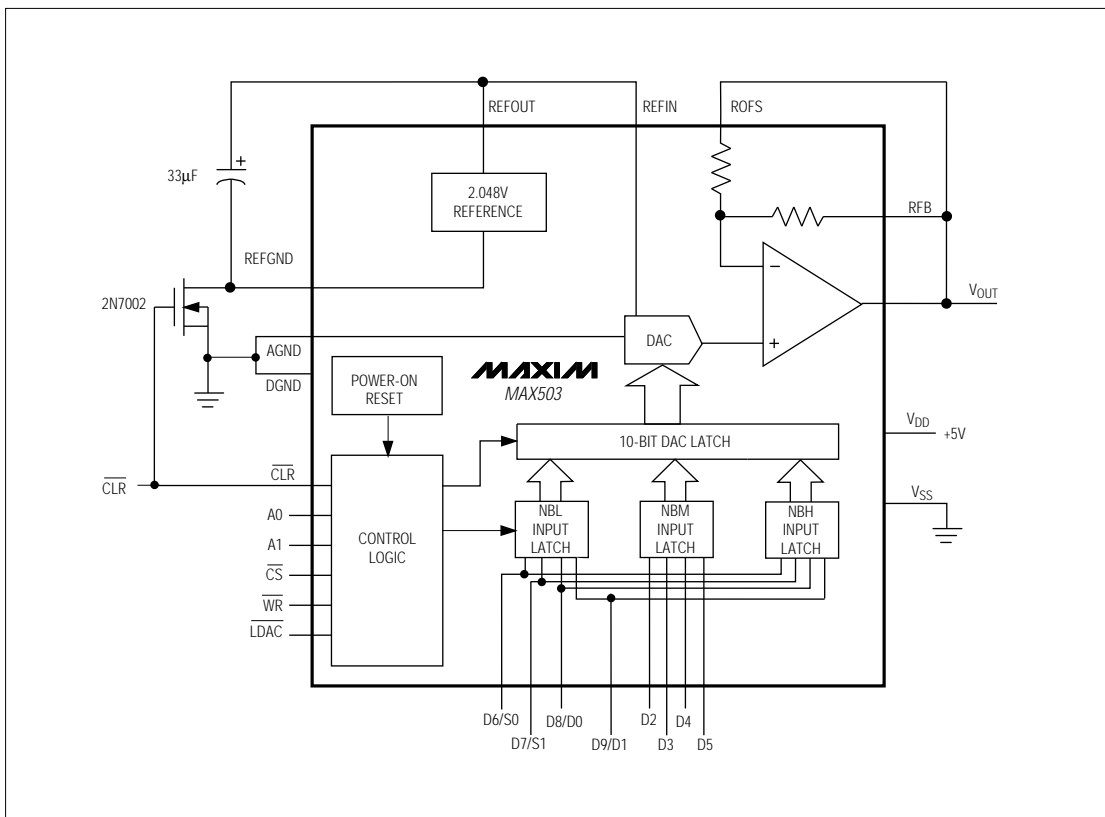 REFOUT
REFIN
ROFS
33µF
+
2.048V
REFERENCE
RFB
REFGND
2N7002
−
VOUT
AGND
DAC
+
DGND
POWER-ON
RESET
MAXIM
MAX503
VDD
+5V
10-BIT DAC LATCH
CLR
CLR
VSS
A0
A1
CS
WR
LDAC
CONTROL
LOGIC
NBL
INPUT
LATCH
NBM
INPUT
LATCH
NBH
INPUT
LATCH
D6/S0
D8/D0
D2
D4
D7/S1
D9/D1
D3
D5